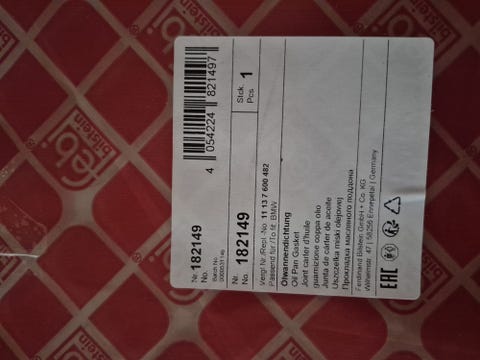 febi
bilstein
4 054224 821497
Nr.
No. 182149
Batch No.
Nr.
No. 182149
Stck.
Pcs 1
Vergl.Nr./Rest.-No. 11 13 7 600 482
Passend für /To fit: BMW
Ölwannendichtung
Oil Pan Gasket
Joint carter d'huile
guarnizione coppa olio
Junta de cárter de aceite
Uszczelka miski olejowej
Прокладка масляного поддона
Ferdinand Bilstein GmbH + Co. KG
Wilhelmstr. 47 | 58256 Ennepetal | Germany
EAC